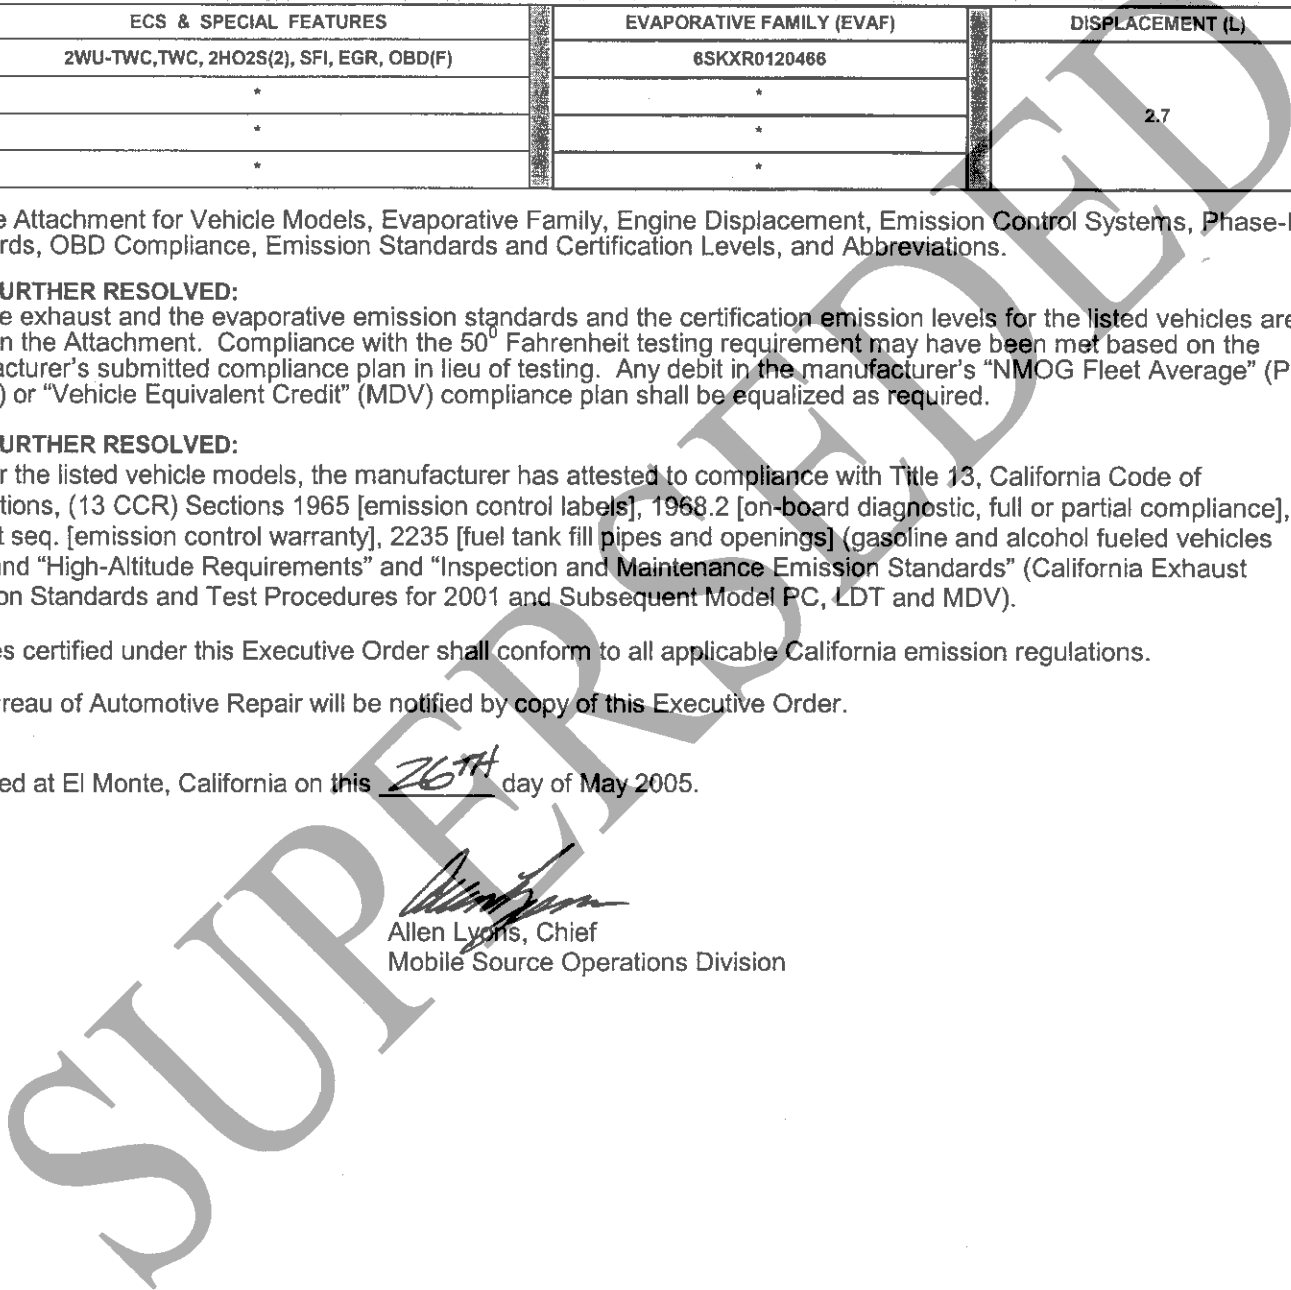 ECS & SPECIAL FEATURES EVAPORATIVE FAMILY (EVAF) DISPLACEMENT (L)
2WU-TWC,TWC, 2HO2S(2), SFI, EGR, OBD(F) 6SKXR0120466
* *
2.7
* *
* *
e Attachment for Vehicle Models, Evaporative Family, Engine Displacement, Emission Control Systems, Phase-I
rds, OBD Compliance, Emission Standards and Certification Levels, and Abbreviations.
URTHER RESOLVED:
e exhaust and the evaporative emission standards and the certification emission levels for the listed vehicles are
n the Attachment. Compliance with the 50⁰ Fahrenheit testing requirement may have been met based on the
acturer's submitted compliance plan in lieu of testing. Any debit in the manufacturer's "NMOG Fleet Average" (P
) or "Vehicle Equivalent Credit" (MDV) compliance plan shall be equalized as required.
URTHER RESOLVED:
r the listed vehicle models, the manufacturer has attested to compliance with Title 13, California Code of
tions, (13 CCR) Sections 1965 [emission control labels], 1968.2 [on-board diagnostic, full or partial compliance],
t seq. [emission control warranty], 2235 [fuel tank fill pipes and openings] (gasoline and alcohol fueled vehicles
nd "High-Altitude Requirements" and "Inspection and Maintenance Emission Standards" (California Exhaust
on Standards and Test Procedures for 2001 and Subsequent Model PC, LDT and MDV).
es certified under this Executive Order shall conform to all applicable California emission regulations.
reau of Automotive Repair will be notified by copy of this Executive Order.
ed at El Monte, California on this 26TH day of May 2005.
Allen Lyons, Chief
Mobile Source Operations Division
SUPERSEDED